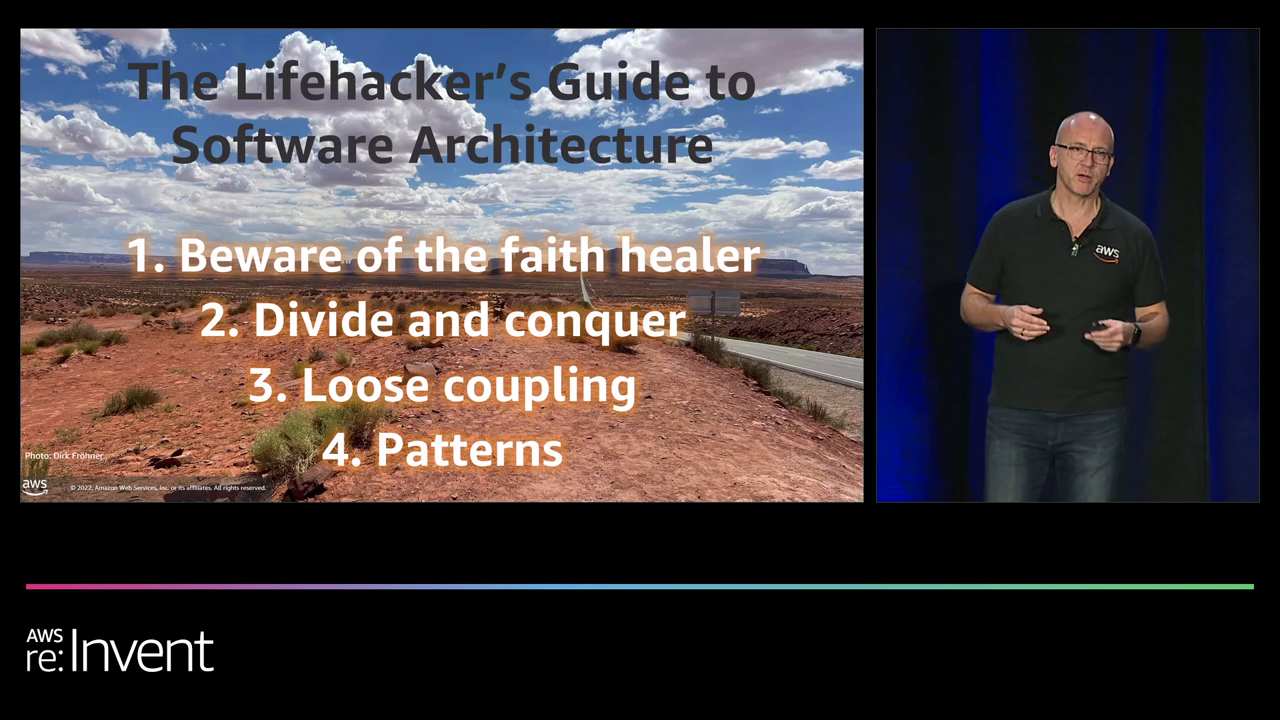 The Lifehacker’s Guide to
Software Architecture
1. Beware of the faith healer
2. Divide and conquer
3. Loose coupling
4. Patterns
Photo: Dirk Fröhner
aws
© 2022, Amazon Web Services, Inc. or its affiliates. All rights reserved.
aws
AWS
re:Invent